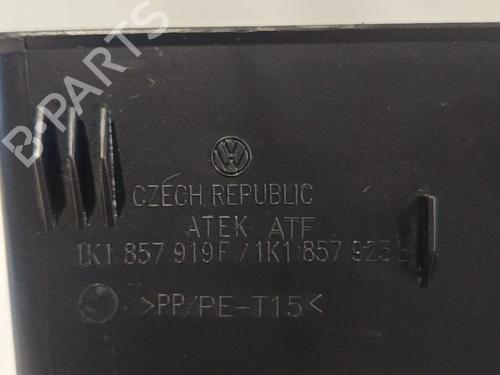 B-PARTS
CZECH REPUBLIC
ATEK ATF
1K1 857 919F / 1K1 857 923
>PP/PE-T15<